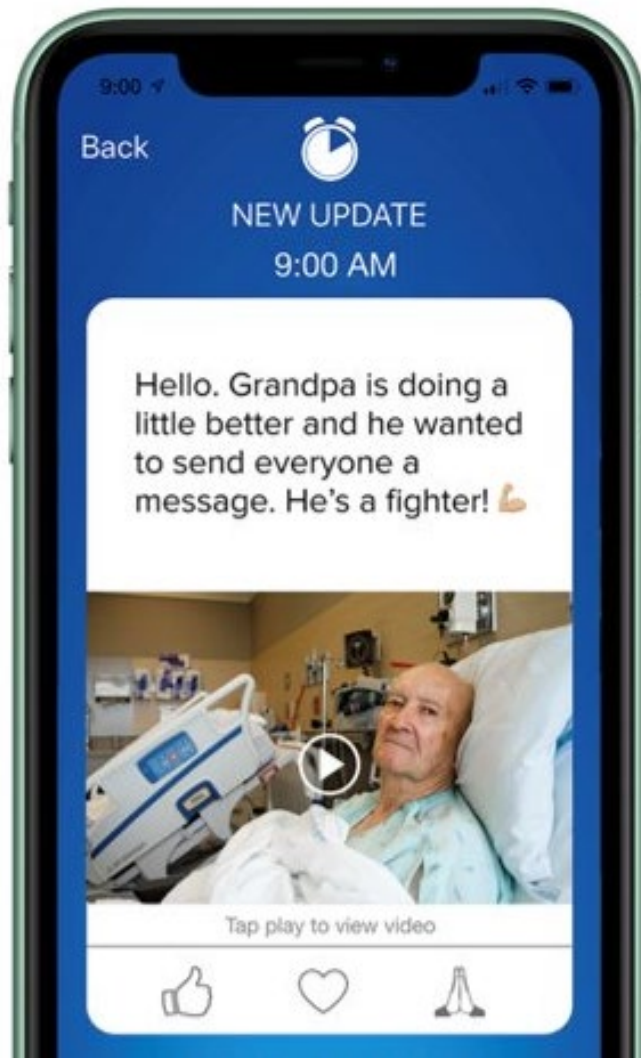 9:00
Back
NEW UPDATE
9:00 AM
Hello. Grandpa is doing a
little better and he wanted
to send everyone a
message. He's a fighter! 💪🏼
Tap play to view video